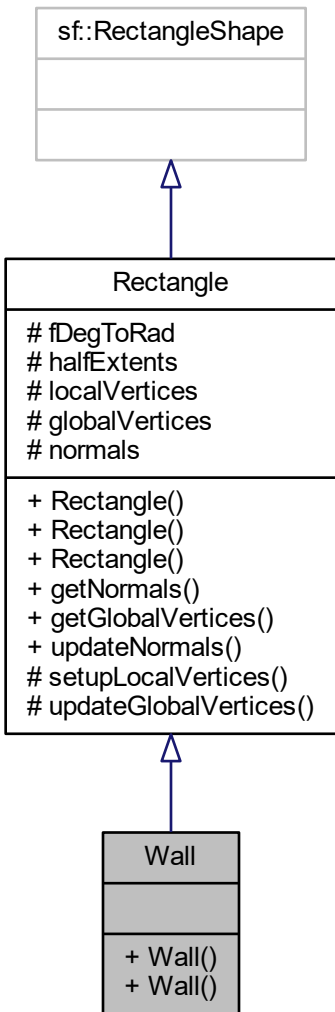 sf::RectangleShape
Rectangle
# fDegToRad
# halfExtents
# localVertices
# globalVertices
# normals
+ Rectangle()
+ Rectangle()
+ Rectangle()
+ getNormals()
+ getGlobalVertices()
+ updateNormals()
# setupLocalVertices()
# updateGlobalVertices()
Wall
+ Wall()
+ Wall()